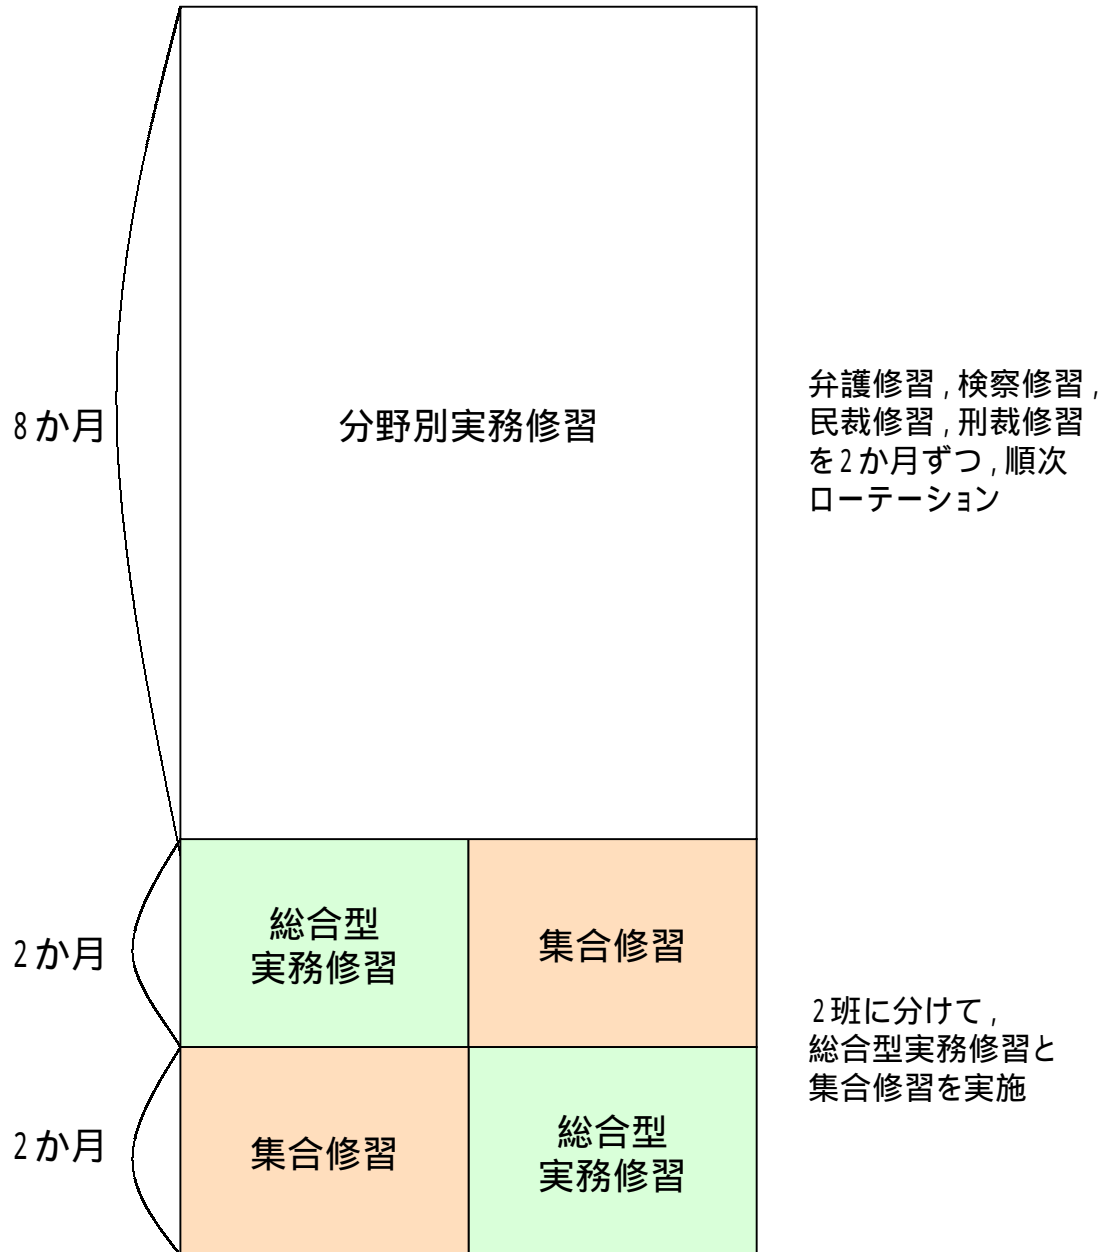 8か月
分野別実務修習
弁護修習,検察修習,
民裁修習,刑裁修習
を2か月ずつ,順次
ローテーション
2か月
総合型
実務修習
集合修習
2班に分けて,
総合型実務修習と
集合修習を実施
2か月
集合修習
総合型
実務修習